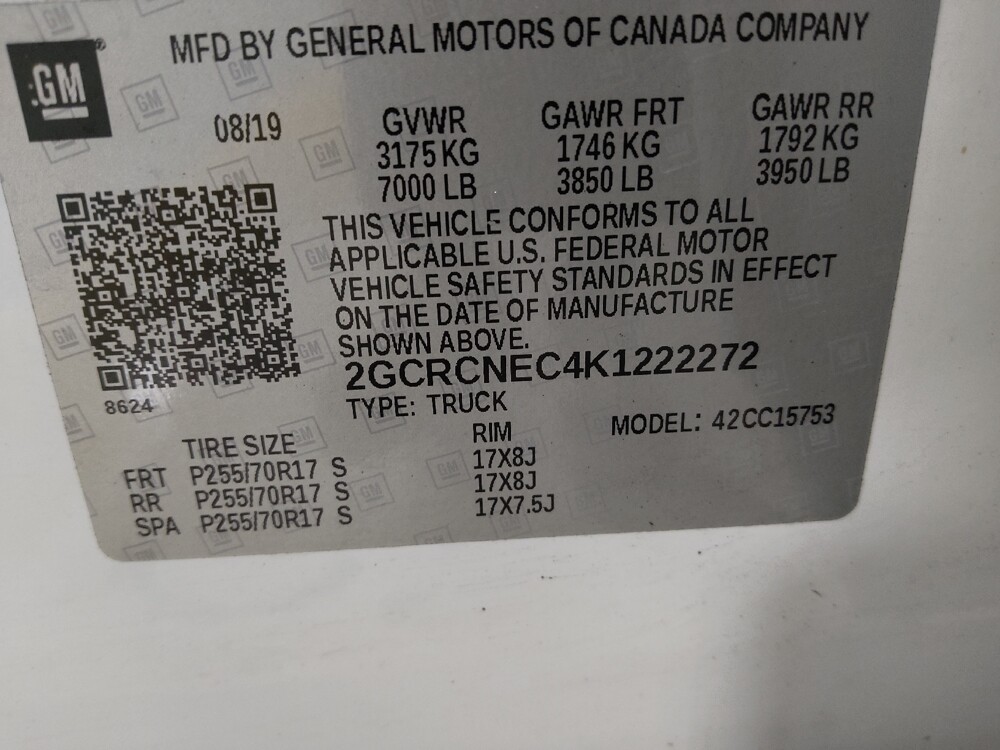 GM®
MFD BY GENERAL MOTORS OF CANADA COMPANY
08/19 GVWR GAWR FRT GAWR RR
3175 KG 1746 KG 1792 KG
7000 LB 3850 LB 3950 LB
THIS VEHICLE CONFORMS TO ALL
APPLICABLE U.S. FEDERAL MOTOR
VEHICLE SAFETY STANDARDS IN EFFECT
ON THE DATE OF MANUFACTURE
SHOWN ABOVE.
2GCRCNEC4K1222272
8624
TYPE: TRUCK MODEL: 42CC15753
TIRE SIZE RIM
FRT P255/70R17 S 17X8J
RR P255/70R17 S 17X8J
SPA P255/70R17 S 17X7.5J